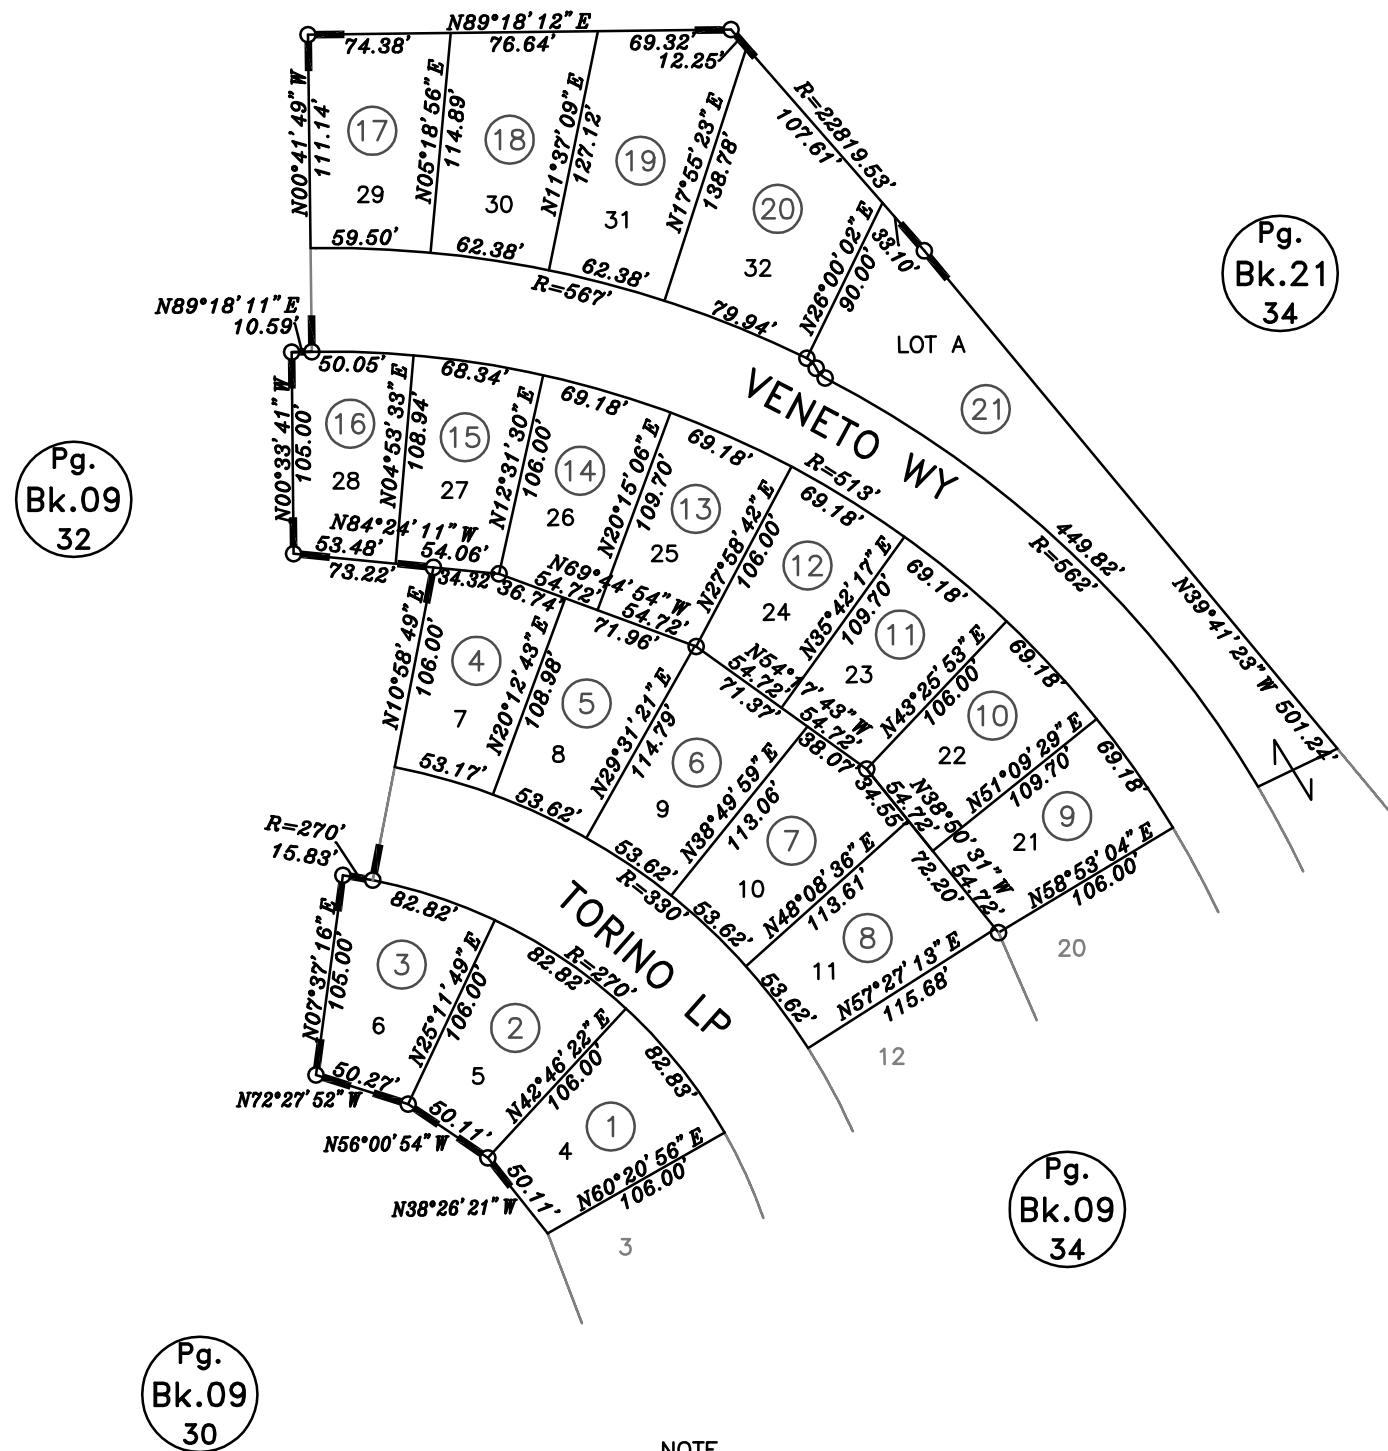 N89°18'12"E
74.38'
76.64'
69.32'
12.25'
N00°41'49"W
111.14'
17
29
N05°18'56"E
114.89'
18
30
N11°37'09"E
127.12'
19
31
N17°55'23"E
138.78'
20
32
R=22819.53'
107.61'
N26°00'02"E
90.00'
33.10'
59.50'
62.38'
62.38'
R=567'
79.94'
LOT A
21
Pg.
Bk.21
34
N89°18'11"E
10.59'
50.05'
68.34'
69.18'
69.18'
R=513'
69.18'
69.18'
69.18'
69.18'
VENETO WY
449.82'
R=562'
N39°41'23"W 501.24'
Pg.
Bk.09
32
N00°33'41"W
105.00'
16
28
N04°53'33"E
108.94'
15
27
N12°31'30"E
106.00'
14
26
N20°15'06"E
109.70'
13
25
N27°58'42"E
106.00'
12
24
N35°42'17"E
109.70'
11
23
N43°25'53"E
106.00'
10
22
N51°09'29"E
109.70'
9
21
N58°53'04"E
106.00'
20
N84°24'11"W
53.48'
54.06'
73.22'
34.32'
36.74'
N69°44'54"W
54.72'
54.72'
71.96'
N54°17'43"W
54.72'
54.72'
71.37'
38.07'
34.55'
N38°50'31"W
54.72'
54.72'
72.20'
N10°58'49"E
106.00'
4
7
N20°12'43"E
108.98'
5
8
N29°31'21"E
114.79'
6
9
N38°49'59"E
113.06'
7
10
N48°08'36"E
113.61'
8
11
N57°27'13"E
115.68'
12
53.17'
53.62'
53.62'
R=330'
53.62'
53.62'
TORINO LP
R=270'
15.83'
82.82'
82.82'
R=270'
82.83'
N07°37'16"E
105.00'
3
6
N25°11'49"E
106.00'
2
5
N42°46'22"E
106.00'
1
4
N60°20'56"E
106.00'
3
50.27'
N72°27'52"W
50.11'
N56°00'54"W
50.11'
N38°26'21"W
Pg.
Bk.09
34
Pg.
Bk.09
30
NOTE